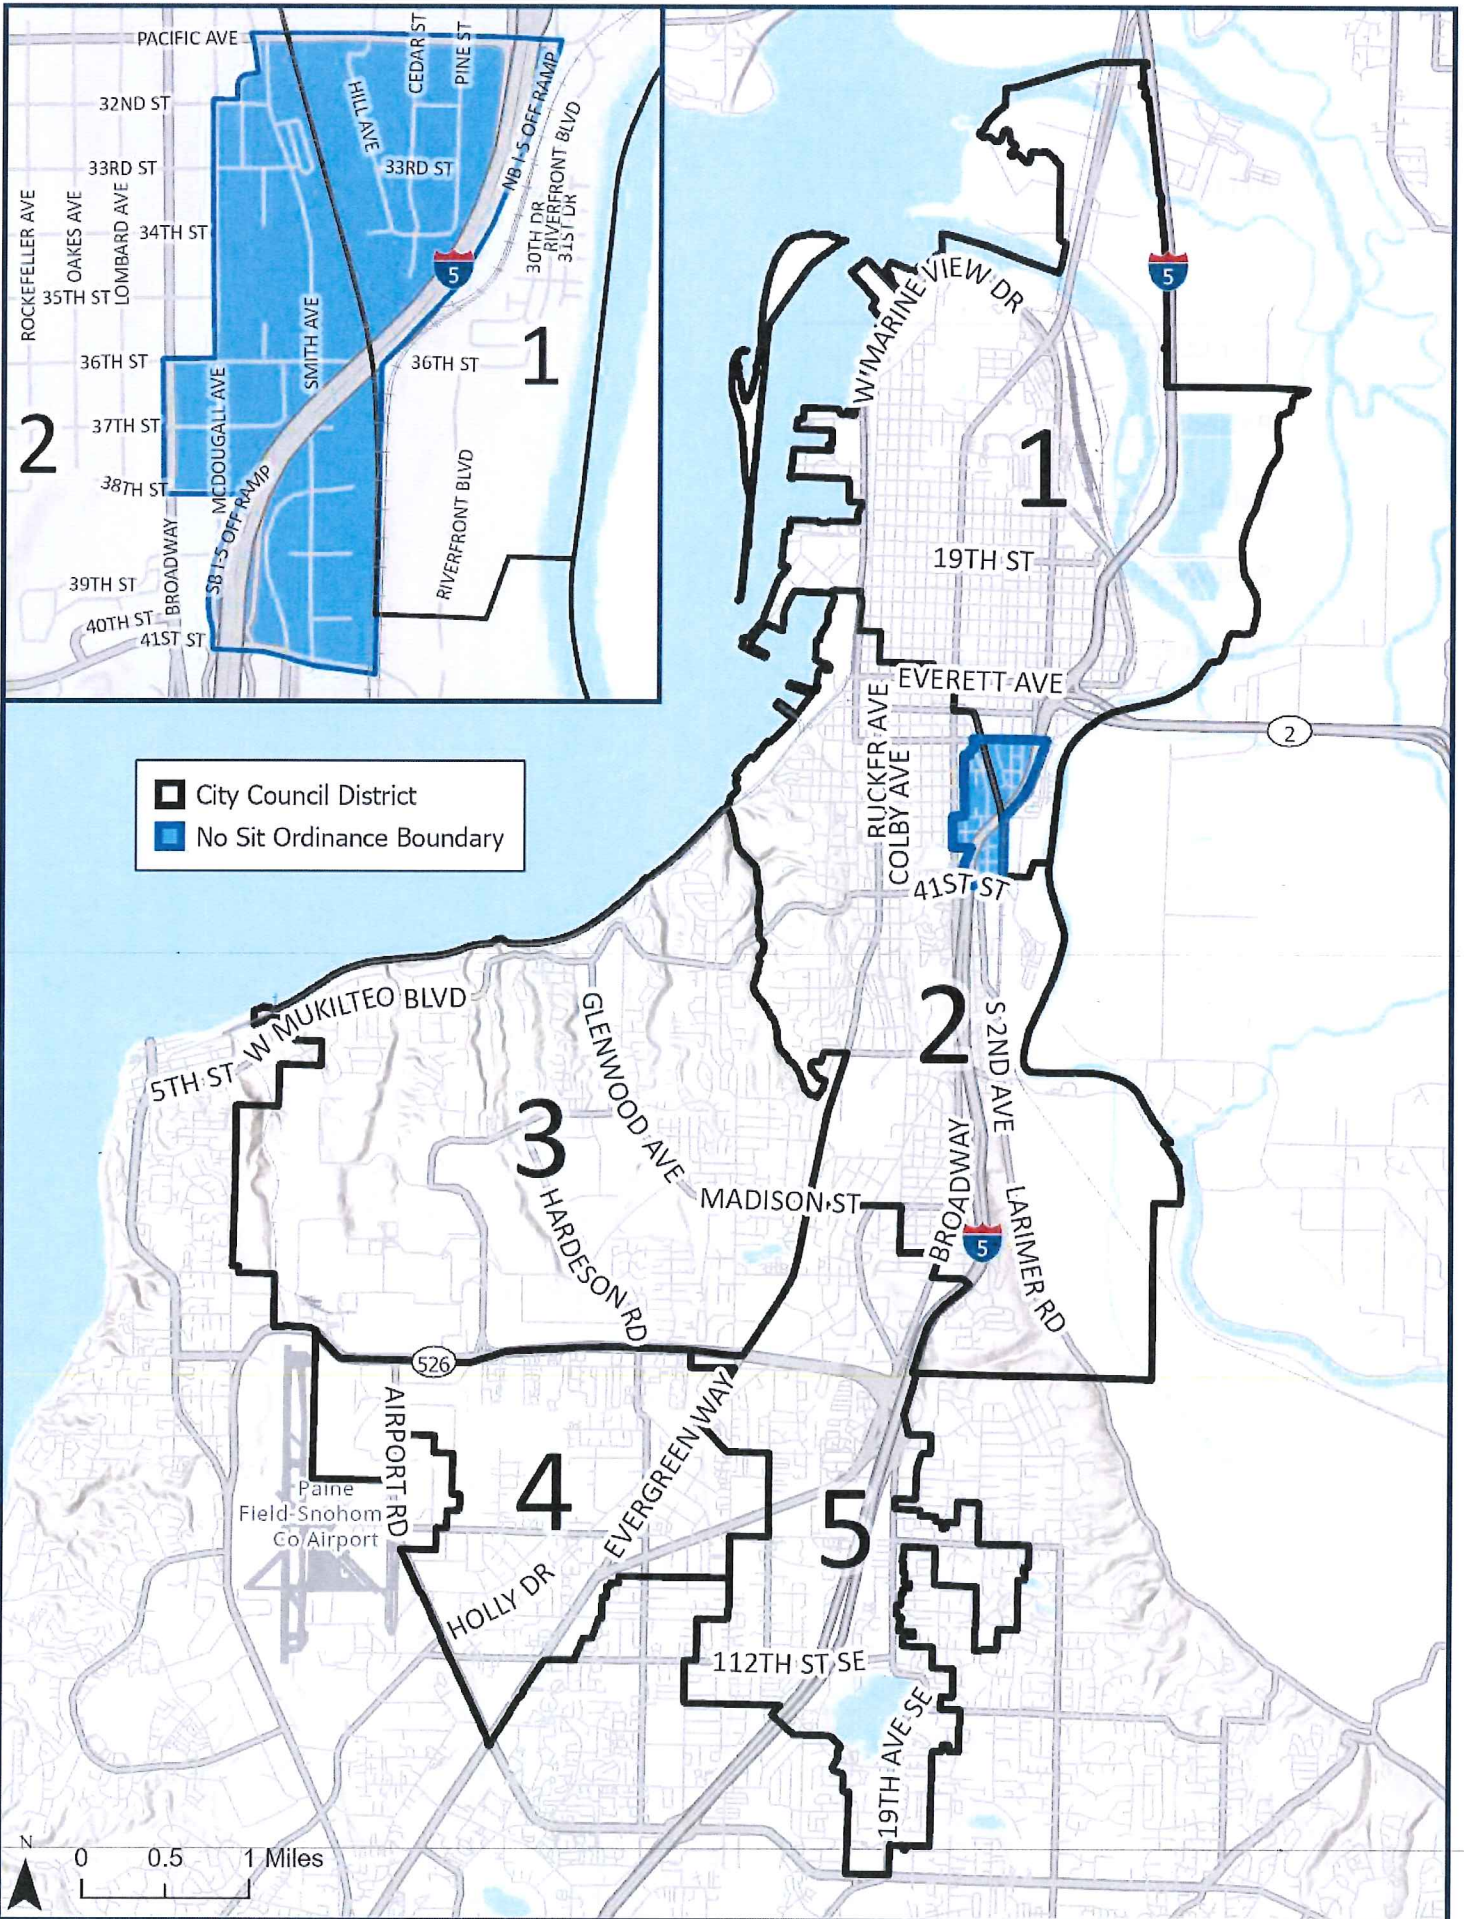 PACIFIC AVE
CEDAR ST
PINE ST
HILL AVE
NB I-5 OFF RAMP
RIVERFRONT BLVD
32ND ST
33RD ST
33RD ST
ROCKEFELLER AVE
OAKES AVE
LOMBARD AVE
34TH ST
30TH DR
RIVERFRONT BLVD
31ST DR
5
35TH ST
SMITH AVE
36TH ST
36TH ST
1
MCDOUGALL AVE
37TH ST
2
38TH ST
SB I-5 OFF RAMP
RIVERFRONT BLVD
BROADWAY
39TH ST
40TH ST
41ST ST
City Council District
No Sit Ordinance Boundary
W MARINE VIEW DR
5
1
19TH ST
EVERETT AVE
RUCKER AVE
COLBY AVE
2
41ST ST
W MUKILTEO BLVD
5TH ST
GLENWOOD AVE
2
S 2ND AVE
3
HARDESON RD
MADISON ST
BROADWAY
5
LARIMER RD
526
AIRPORT RD
EVERGREEN WAY
4
5
Paine
Field-Snohom
Co Airport
HOLLY DR
112TH ST SE
19TH AVE SE
N
0 0.5 1 Miles